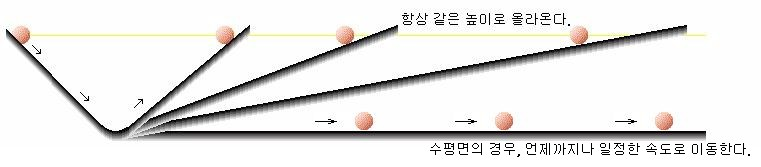 항상 같은 높이로 올라온다.
수평면의 경우, 언제까지나 일정한 속도로 이동한다.